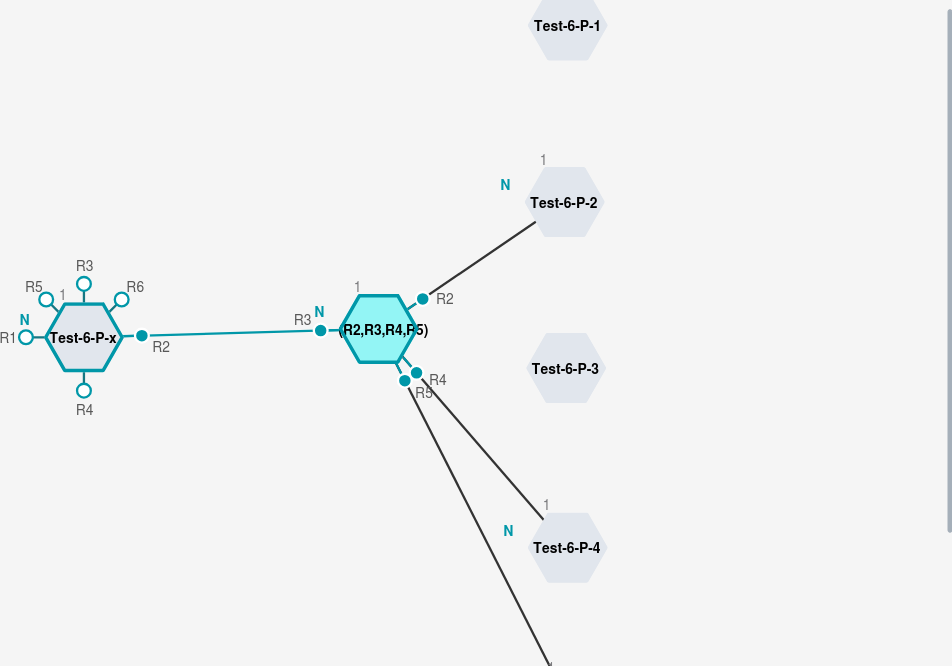 Test-6-P-1
1
N
Test-6-P-2
R3
R5
1
R6
N
R1
Test-6-P-x
R2
R4
1
N
R3
(R2,R3,R4,R5)
R2
R4
R5
Test-6-P-3
1
N
Test-6-P-4